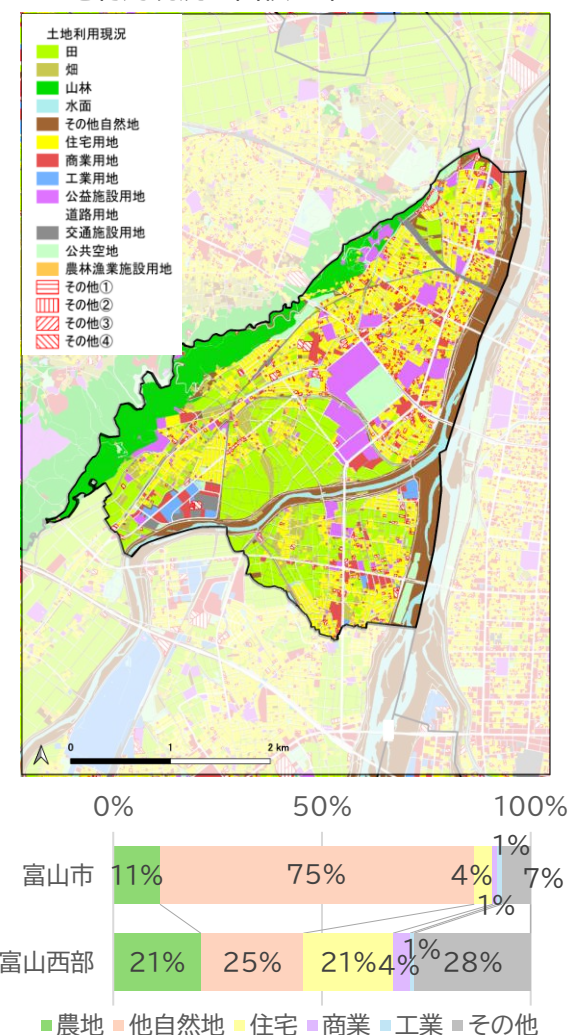 土地利用現況
田
畑
山林
水面
その他自然地
住宅用地
商業用地
工業用地
公益施設用地
道路用地
交通施設用地
公共空地
農林漁業施設用地
その他①
その他②
その他③
その他④
0 1 2 km
0% 50% 100%
富山市 11% 75% 4% 1% 1% 7%
富山西部 21% 25% 21% 4% 1% 28%
農地 他自然地 住宅 商業 工業 その他